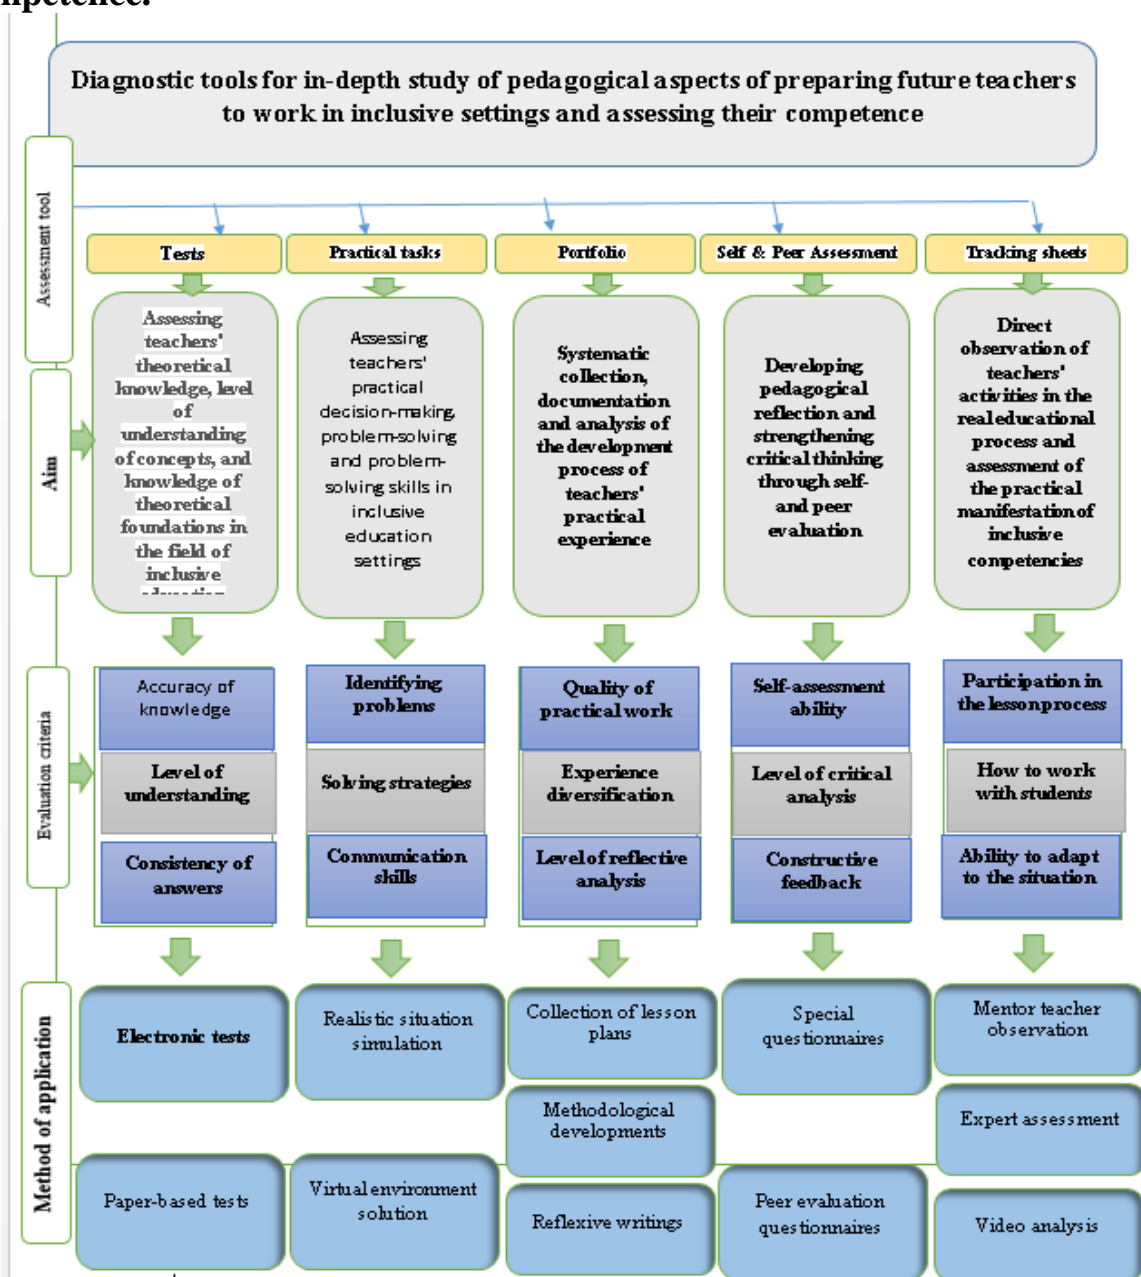 Diagnostic tools for in-depth study of pedagogical aspects of preparing future teachers
to work in inclusive settings and assessing their competence
Assessment tool
Tests
Practical tasks
Portfolio
Self & Peer Assessment
Tracking sheets
Aim
Assessing
teachers'
theoretical
knowledge, level
of
understanding
of concepts, and
knowledge of
theoretical
foundations in
the field of
inclusive
Assessing
teachers'
practical
decision-making,
problem-solving
and problem-
solving skills in
inclusive
education
settings
Systematic
collection,
documentation
and analysis of
the development
process of
teachers'
practical
experience
Developing
pedagogical
reflection and
strengthening
critical thinking
through self-
and peer
evaluation
Direct
observation of
teachers'
activities in the
real educational
process and
assessment of
the practical
manifestation of
inclusive
competencies
Evaluation criteria
Accuracy of
knowledge
Level of
understanding
Consistency of
answers
Identifying
problems
Solving strategies
Communication
skills
Quality of
practical work
Experience
diversification
Level of reflective
analysis
Self-assessment
ability
Level of critical
analysis
Constructive
feedback
Participation in
the lesson process
How to work
with students
Ability to adapt
to the situation
Method of application
Electronic tests
Paper-based tests
Realistic situation
simulation
Virtual environment
solution
Collection of lesson
plans
Methodological
developments
Reflexive writings
Special
questionnaires
Peer evaluation
questionnaires
Mentor teacher
observation
Expert assessment
Video analysis